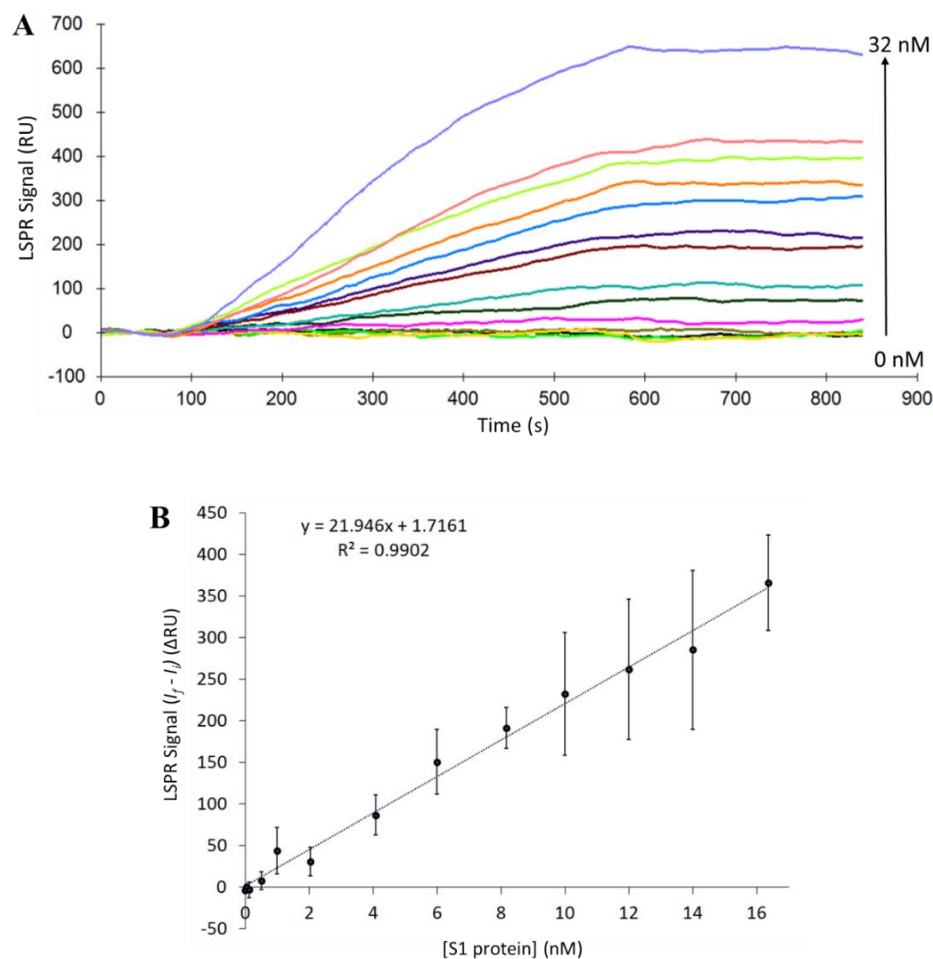 A
700
600
500
400
300
200
100
0
-100
0 100 200 300 400 500 600 700 800 900
LSPR Signal (RU)
Time (s)
32 nM
0 nM
B
y = 21.946x + 1.7161
R² = 0.9902
450
400
350
300
250
200
150
100
50
0
-50
0 2 4 6 8 10 12 14 16
LSPR Signal (I_f - I_i) (ΔRU)
[S1 protein] (nM)